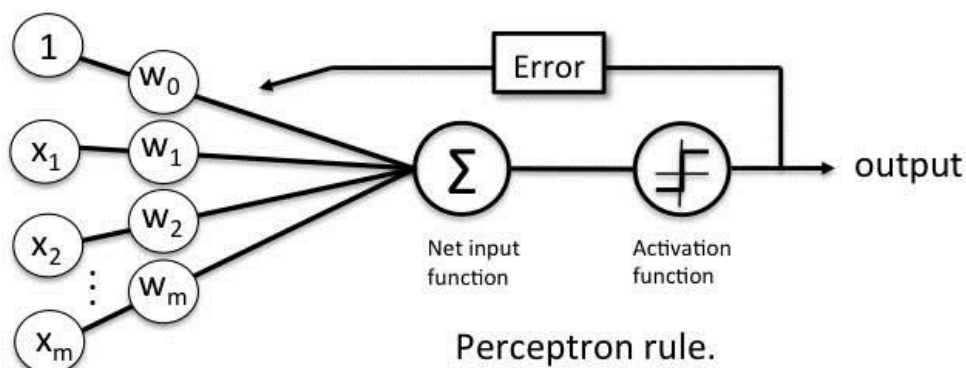 1
w₀
Error
x₁
w₁
Σ
output
x₂
w₂
Net input
function
Activation
function
⋮
wₘ
xₘ
Perceptron rule.